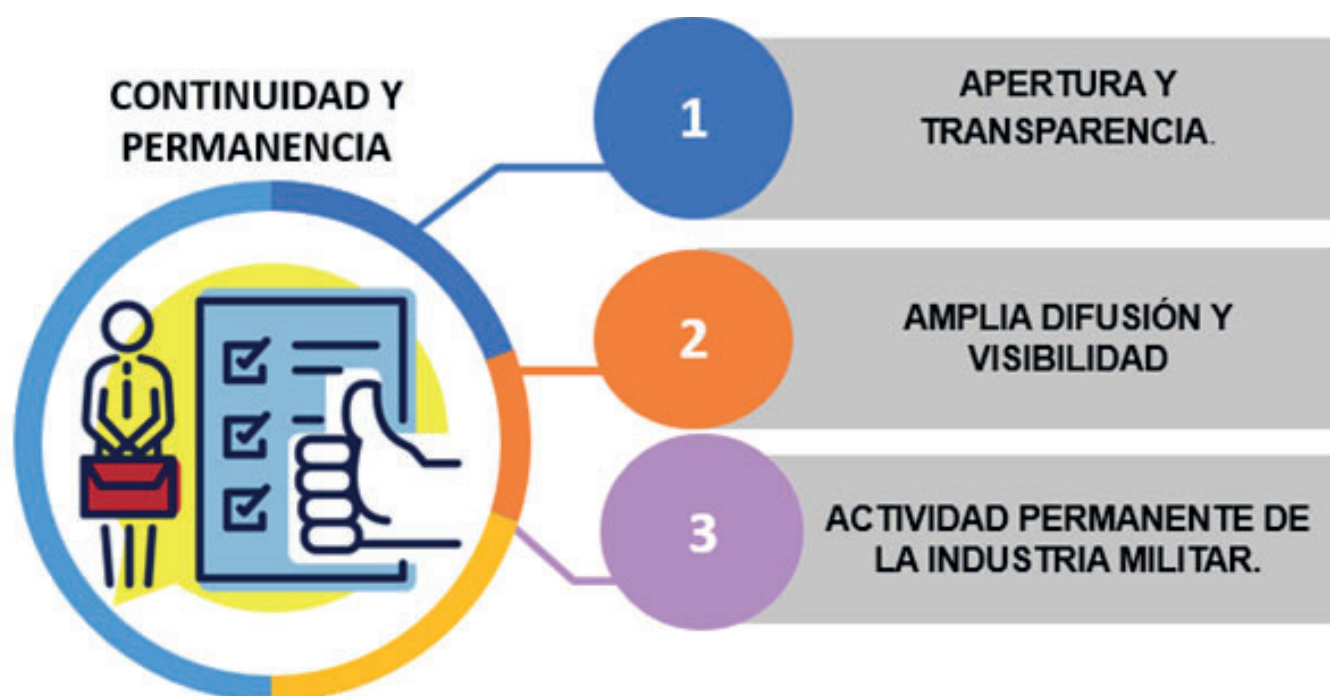 CONTINUIDAD Y
PERMANENCIA
1
APERTURA Y
TRANSPARENCIA.
2
AMPLIA DIFUSIÓN Y
VISIBILIDAD
3
ACTIVIDAD PERMANENTE DE
LA INDUSTRIA MILITAR.